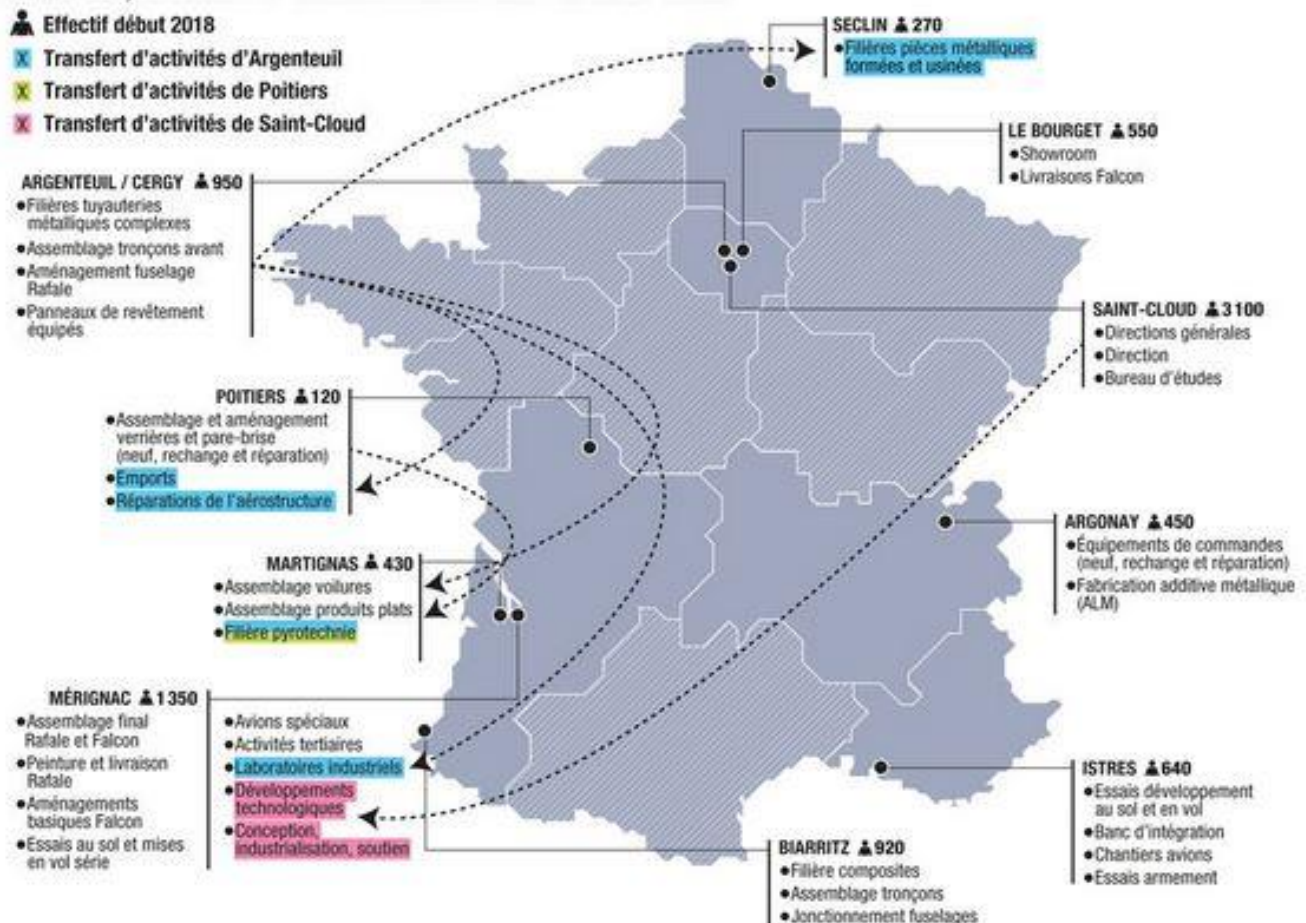 Effectif début 2018
X Transfert d'activités d'Argenteuil
X Transfert d'activités de Poitiers
X Transfert d'activités de Saint-Cloud
SECLIN 270
•Filières pièces métalliques
formées et usinées
LE BOURGET 550
•Showroom
•Livraisons Falcon
ARGENTEUIL / CERGY 950
•Filières tuyauteries
métalliques complexes
•Assemblage tronçons avant
•Aménagement fuselage
Rafale
•Panneaux de revêtement
équipés
SAINT-CLOUD 3100
•Directions générales
•Direction
•Bureau d'études
POITIERS 120
•Assemblage et aménagement
verrières et pare-brise
(neuf, rechange et réparation)
•Emports
•Réparations de l'aérostructure
ARGONAY 450
•Équipements de commandes
(neuf, rechange et réparation)
•Fabrication additive métallique
(ALM)
MARTIGNAS 430
•Assemblage voilures
•Assemblage produits plats
•Filière pyrotechnie
MÉRIGNAC 1350
•Assemblage final
Rafale et Falcon
•Peinture et livraison
Rafale
•Aménagements
basiques Falcon
•Essais au sol et mises
en vol série
•Avions spéciaux
•Activités tertiaires
•Laboratoires industriels
•Développements
technologiques
•Conception,
industrialisation, soutien
ISTRES 640
•Essais développement
au sol et en vol
•Banc d'intégration
•Chantiers avions
•Essais armement
BIARRITZ 920
•Filière composites
•Assemblage tronçons
•Jonctionnement fuselages